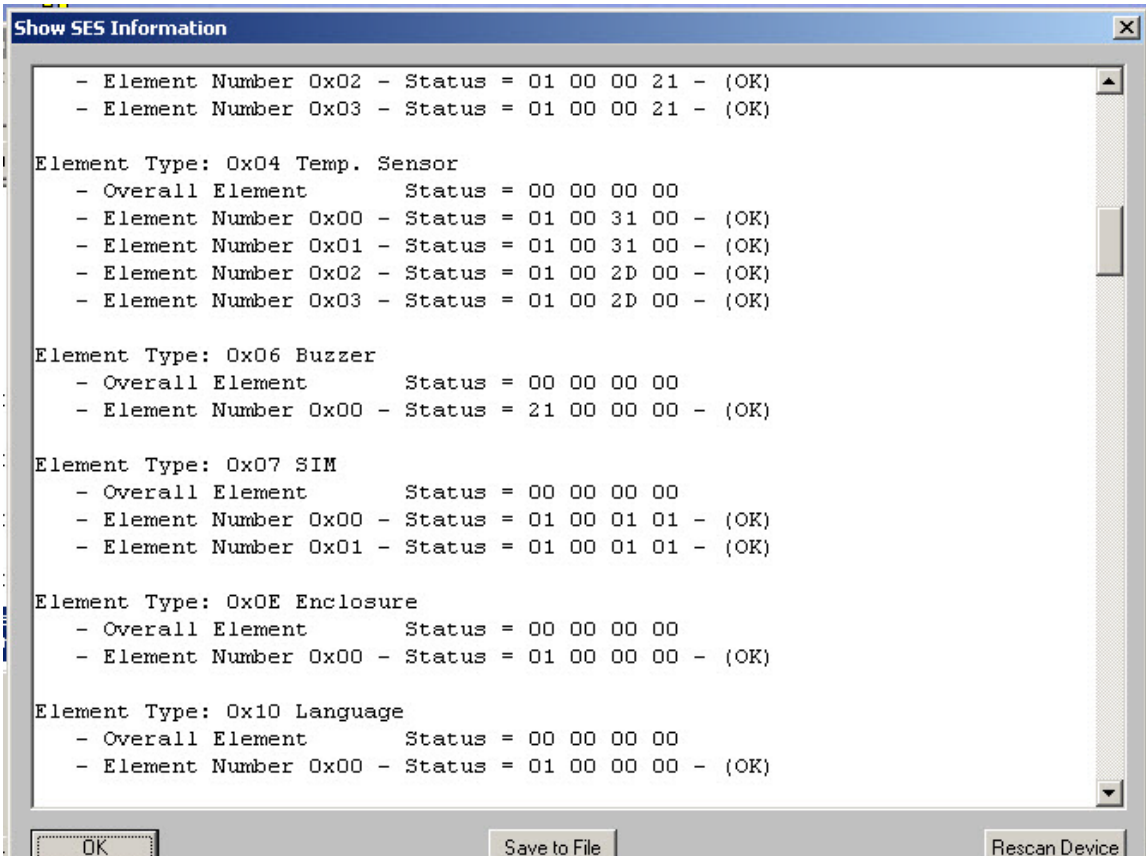 Show SES Information
- Element Number 0x02 - Status = 01 00 00 21 - (OK)
- Element Number 0x03 - Status = 01 00 00 21 - (OK)
Element Type: 0x04 Temp. Sensor
- Overall Element Status = 00 00 00 00
- Element Number 0x00 - Status = 01 00 31 00 - (OK)
- Element Number 0x01 - Status = 01 00 31 00 - (OK)
- Element Number 0x02 - Status = 01 00 2D 00 - (OK)
- Element Number 0x03 - Status = 01 00 2D 00 - (OK)
Element Type: 0x06 Buzzer
- Overall Element Status = 00 00 00 00
- Element Number 0x00 - Status = 21 00 00 00 - (OK)
Element Type: 0x07 SIM
- Overall Element Status = 00 00 00 00
- Element Number 0x00 - Status = 01 00 01 01 - (OK)
- Element Number 0x01 - Status = 01 00 01 01 - (OK)
Element Type: 0x0E Enclosure
- Overall Element Status = 00 00 00 00
- Element Number 0x00 - Status = 01 00 00 00 - (OK)
Element Type: 0x10 Language
- Overall Element Status = 00 00 00 00
- Element Number 0x00 - Status = 01 00 00 00 - (OK)
OK Save to File Rescan Device